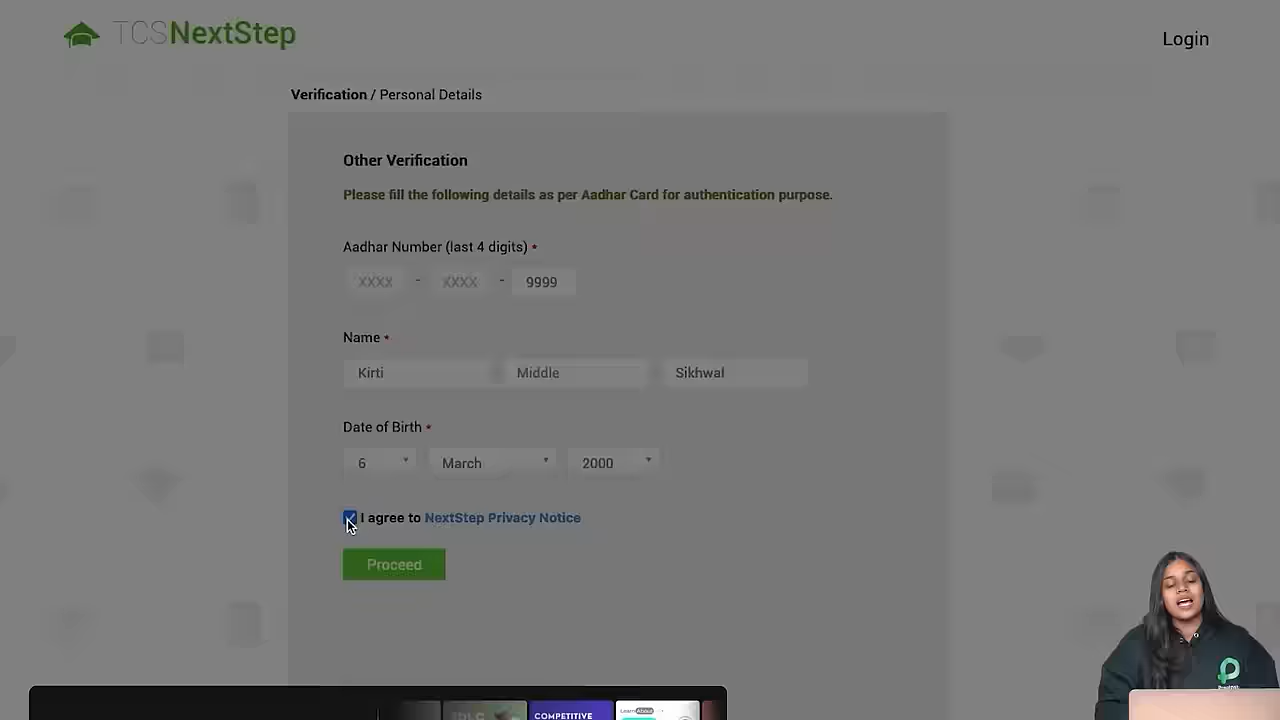 TCSNextStep
Login
Verification / Personal Details
Other Verification
Please fill the following details as per Aadhar Card for authentication purpose.
Aadhar Number (last 4 digits) *
XXXX - XXXX - 9999
Name *
Kirti Middle Sikhwal
Date of Birth *
6 March 2000
I agree to NextStep Privacy Notice
Proceed
COMPETITIVE